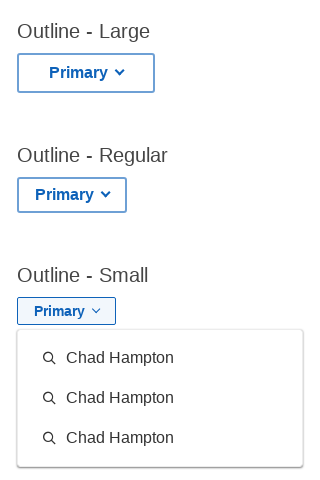 Outline - Large
Primary
Outline - Regular
Primary
Outline - Small
Primary
Chad Hampton
Chad Hampton
Chad Hampton